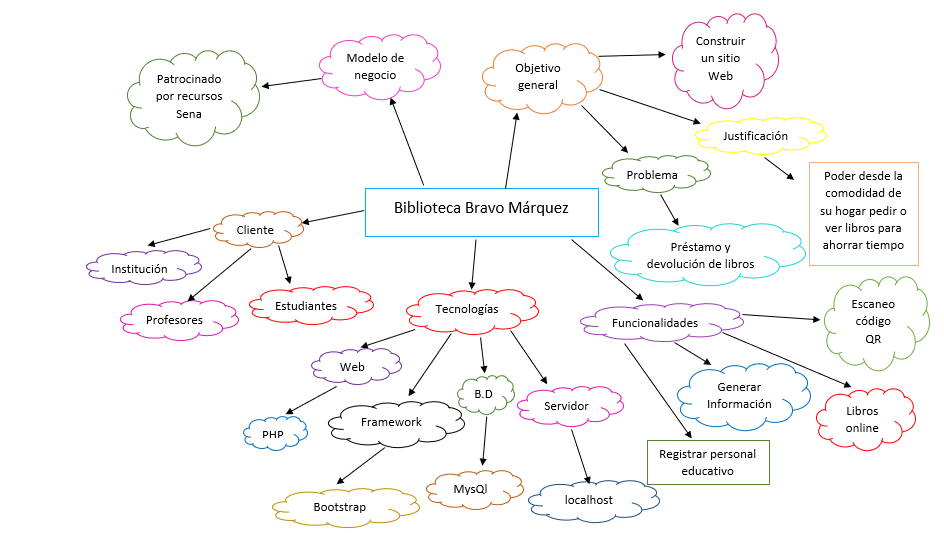 Modelo de
negocio
Patrocinado
por recursos
Sena
Objetivo
general
Construir
un sitio
Web
Justificación
Problema
Poder desde la
comodidad de
su hogar pedir o
ver libros para
ahorrar tiempo
Préstamo y
devolución de libros
Biblioteca Bravo Márquez
Cliente
Institución
Profesores
Estudiantes
Tecnologías
Web
PHP
Framework
Bootstrap
B.D
MysQl
Servidor
localhost
Funcionalidades
Escaneo
código
QR
Generar
Información
Libros
online
Registrar personal
educativo